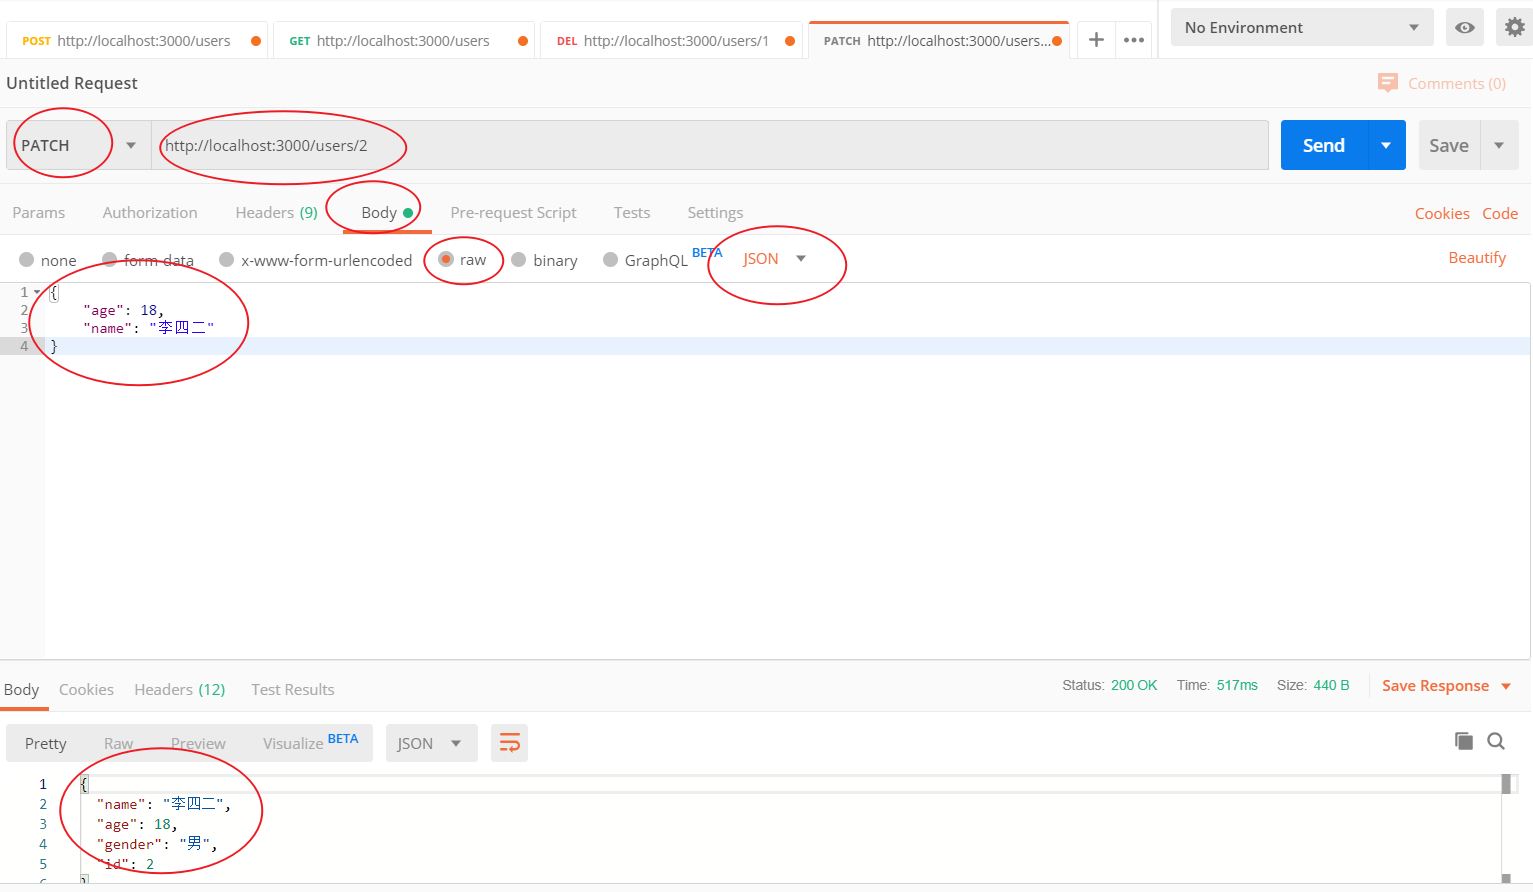 POST http://localhost:3000/users
GET http://localhost:3000/users
DEL http://localhost:3000/users/1
PATCH http://localhost:3000/users...
+
•••
No Environment
Untitled Request
Comments (0)
PATCH
http://localhost:3000/users/2
Send
Save
Params
Authorization
Headers (9)
Body
Pre-request Script
Tests
Settings
Cookies
Code
none
form-data
x-www-form-urlencoded
raw
binary
GraphQL BETA
JSON
Beautify
1 {
2 "age": 18,
3 "name": "李四二"
4 }
Body
Cookies
Headers (12)
Test Results
Status: 200 OK
Time: 517ms
Size: 440 B
Save Response
Pretty
Raw
Preview
Visualize BETA
JSON
1 {
2 "name": "李四二",
3 "age": 18,
4 "gender": "男",
5 "id": 2
6 }